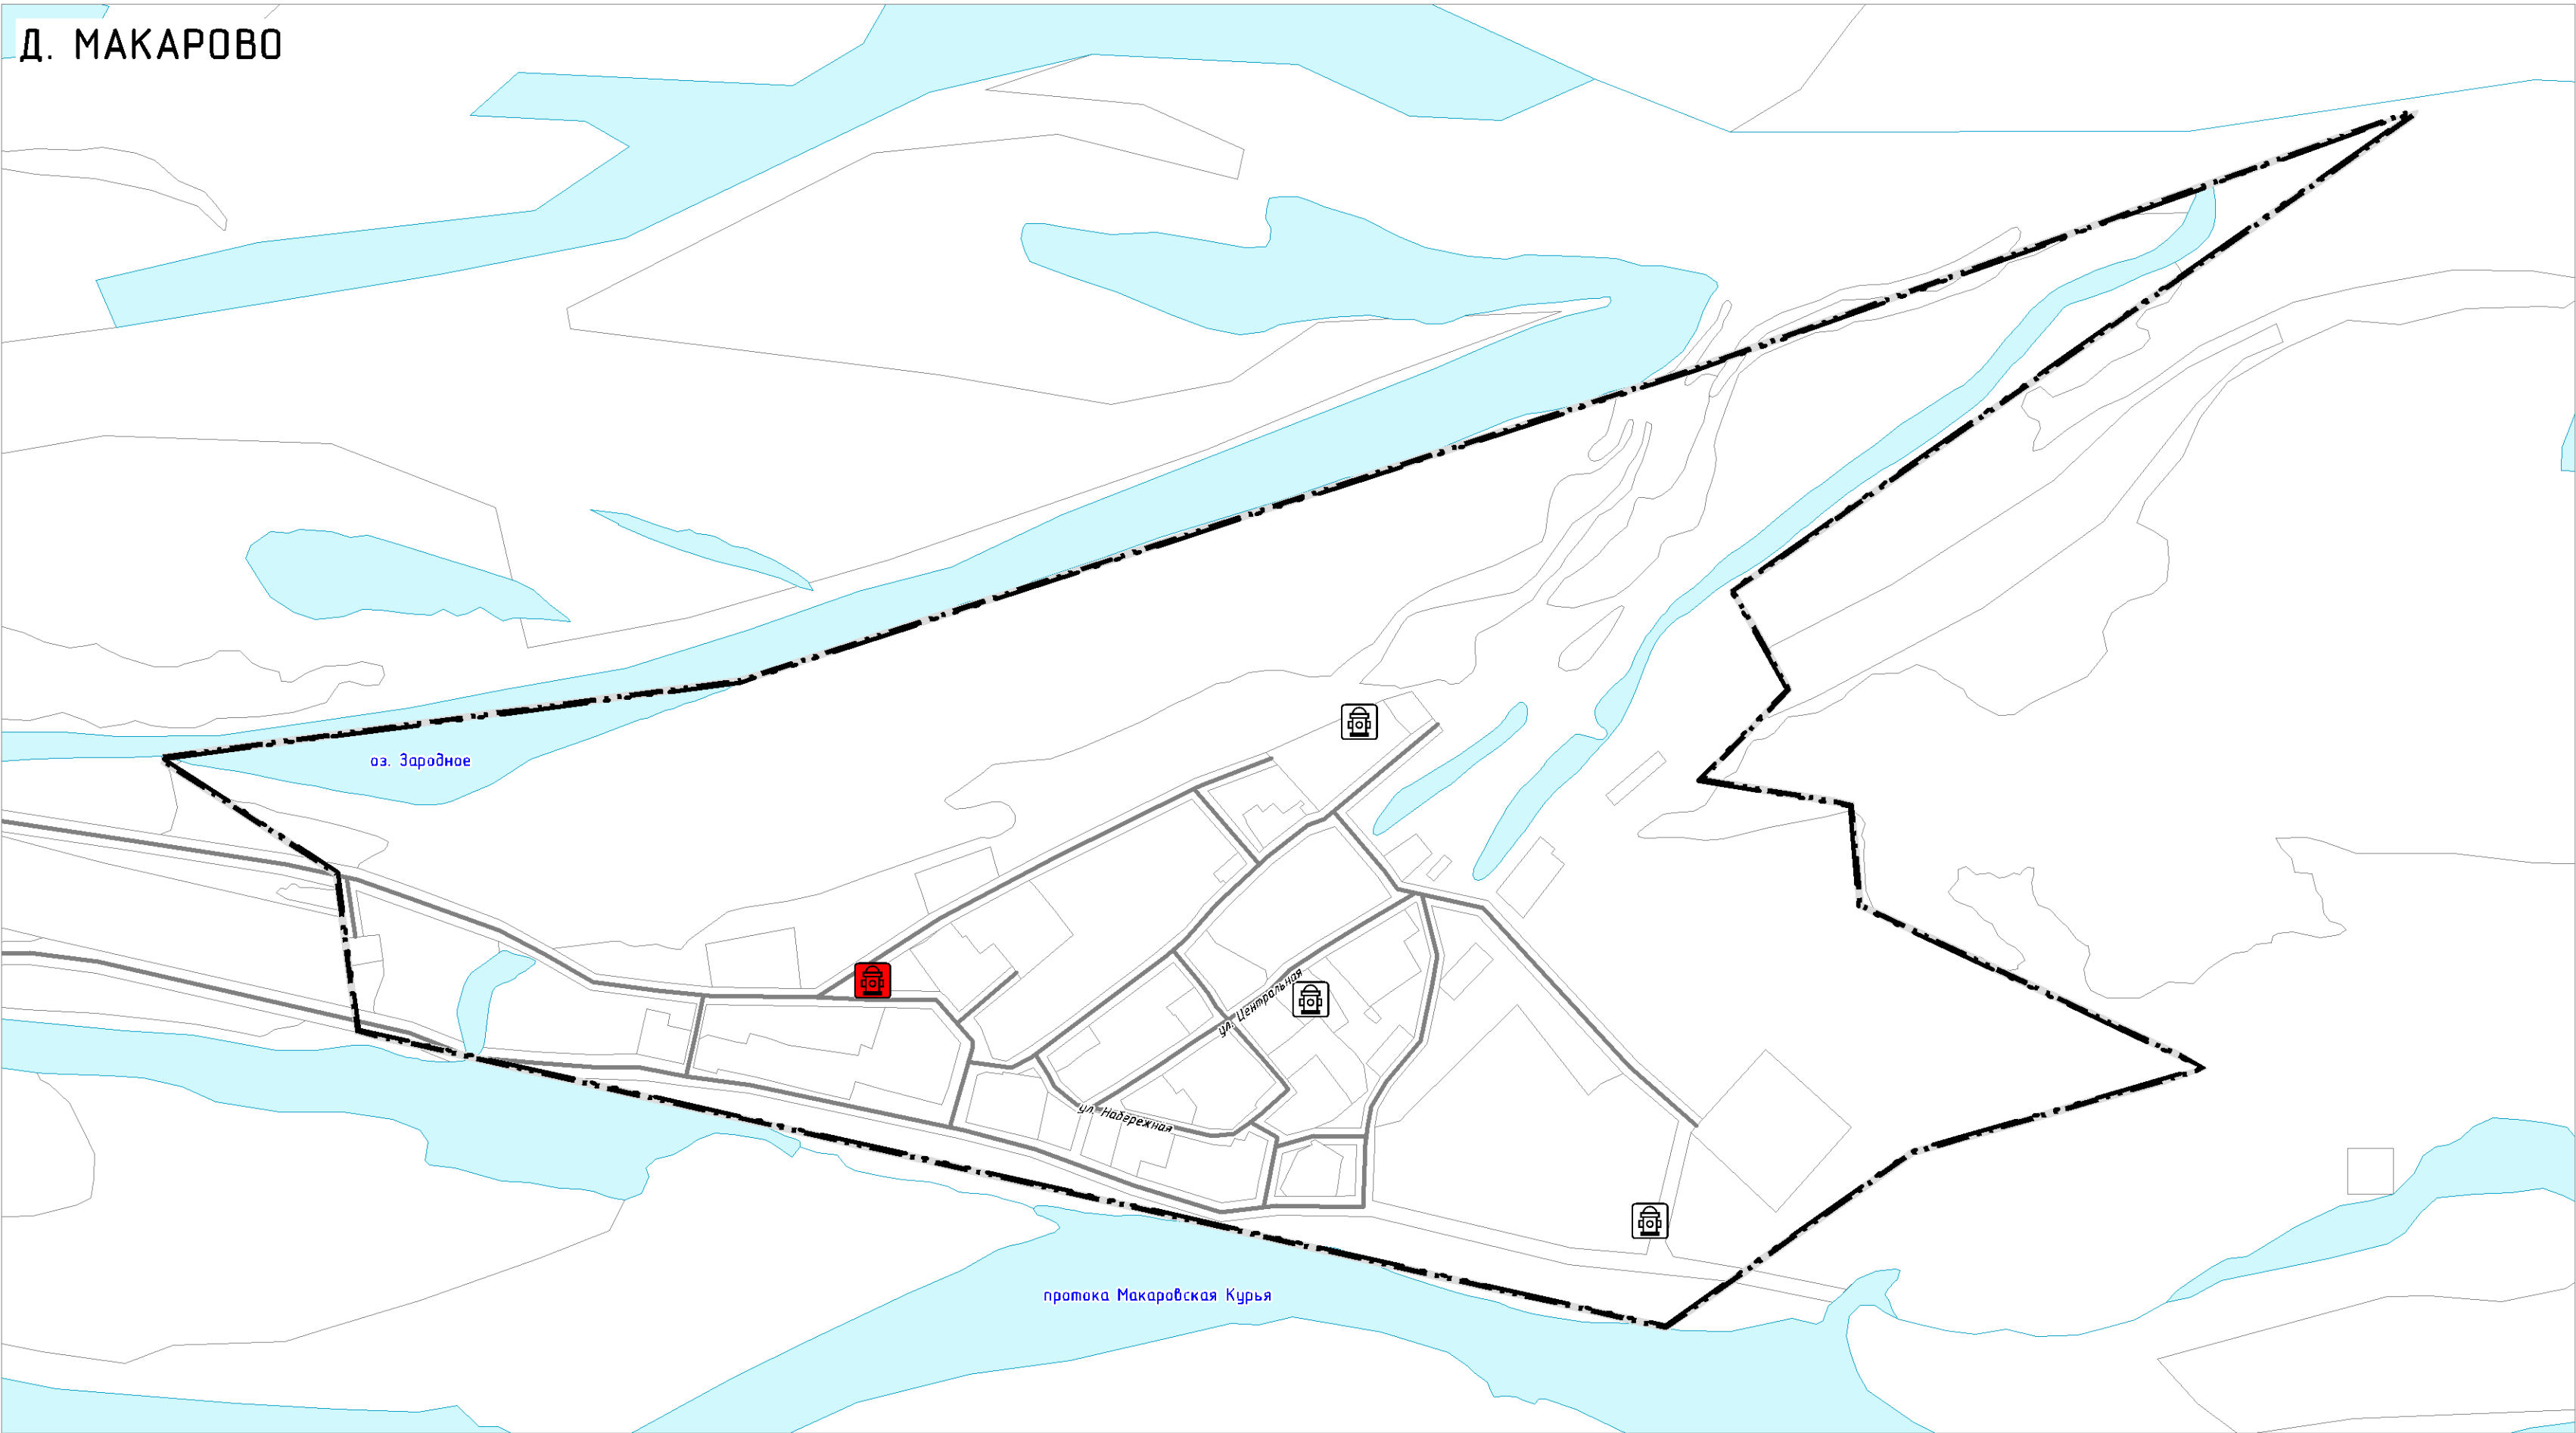 Д. МАКАРОВО
оз. Зародное
ул. Центральная
ул. Набережная
протока Макаровская Курья